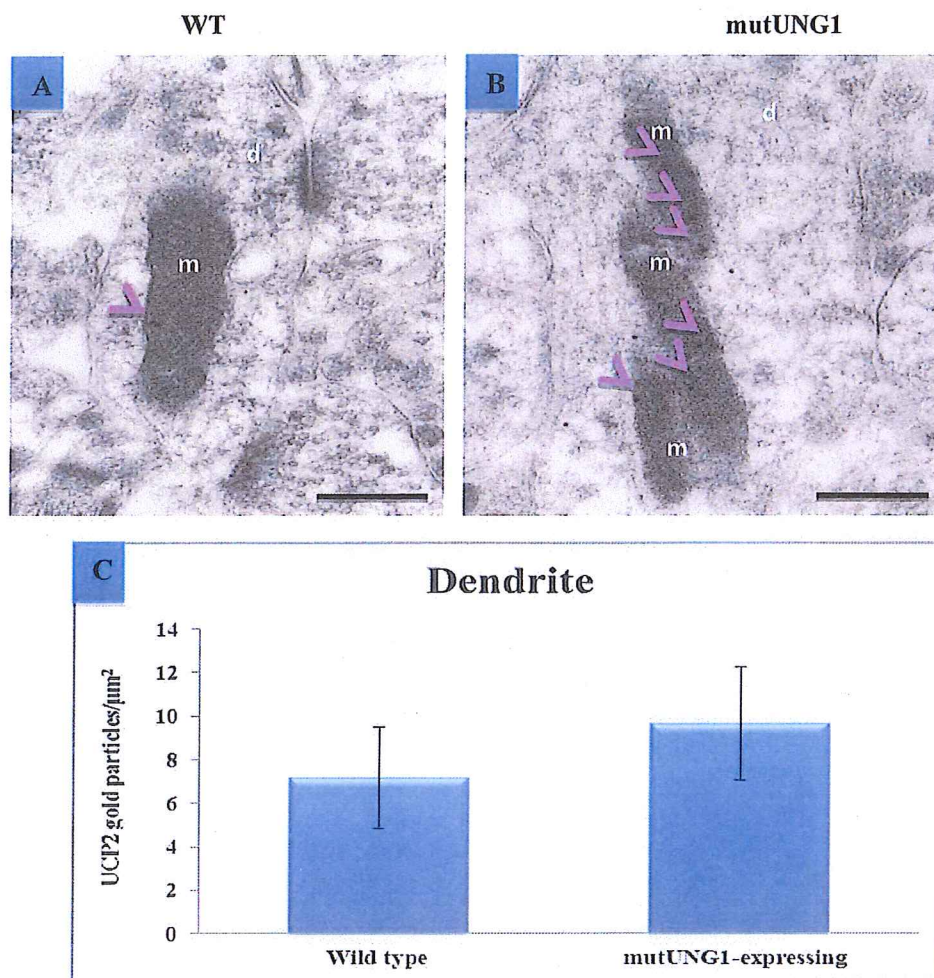 WT
mutUNG1
A
d
m
B
m
d
m
m
C
Dendrite
UCP2 gold particles/µm²
14
12
10
8
6
4
2
0
Wild type
mutUNG1-expressing